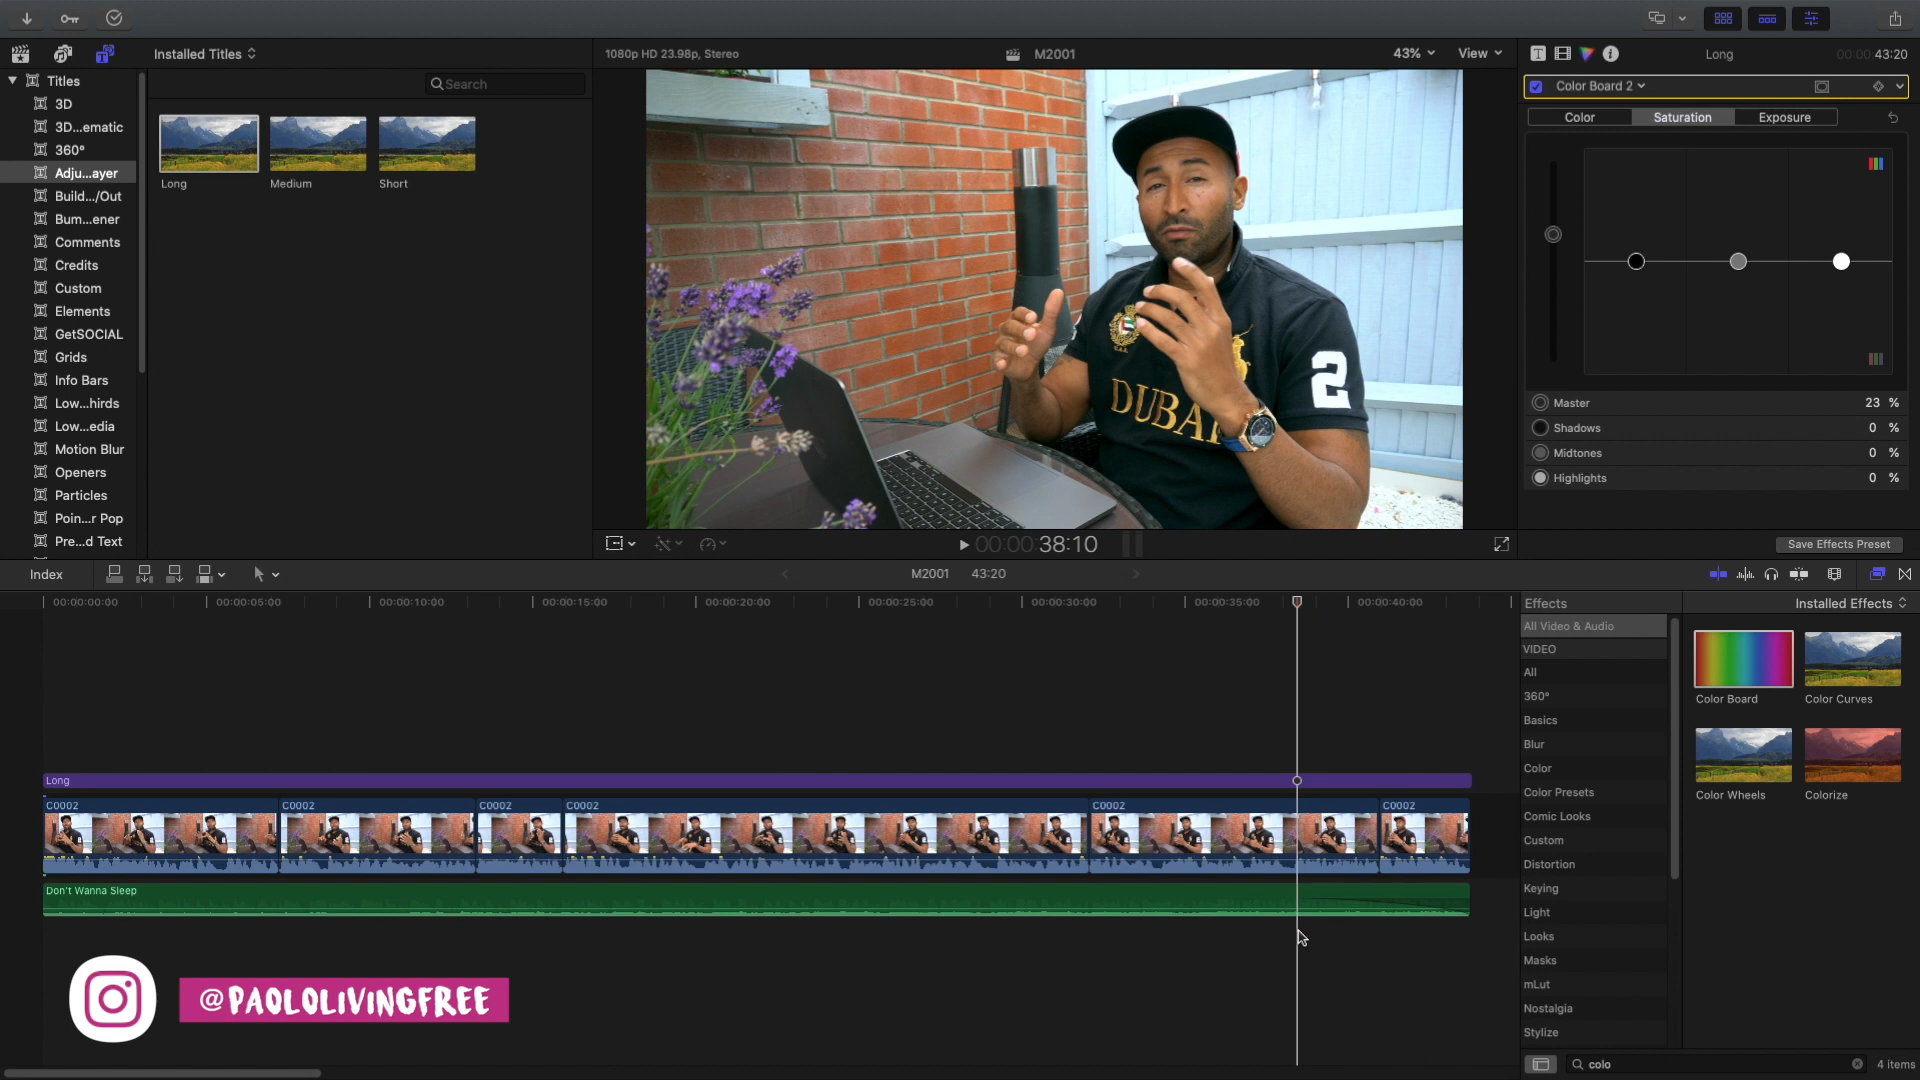 Installed Titles
1080p HD 23.98p, Stereo
M2001
43%
View
Long
00:00:43:20
Titles
3D
3D...ematic
360°
Adju...ayer
Build.../Out
Bum...ener
Comments
Credits
Custom
Elements
GetSOCIAL
Grids
Info Bars
Low...hirds
Low...edia
Motion Blur
Openers
Particles
Poin...r Pop
Pre...d Text
Search
Long
Medium
Short
DUBAI
2
00:00:38:10
Color Board 2
Color
Saturation
Exposure
Master
23 %
Shadows
0 %
Midtones
0 %
Highlights
0 %
Save Effects Preset
Index
M2001
43:20
00:00:00:00
00:00:05:00
00:00:10:00
00:00:15:00
00:00:20:00
00:00:25:00
00:00:30:00
00:00:35:00
00:00:40:00
Long
C0002
C0002
C0002
C0002
C0002
C0002
Don't Wanna Sleep
@PAOLOLIVINGFREE
Effects
Installed Effects
All Video & Audio
VIDEO
All
360°
Basics
Blur
Color
Color Presets
Comic Looks
Custom
Distortion
Keying
Light
Looks
Masks
mLut
Nostalgia
Stylize
Color Board
Color Curves
Color Wheels
Colorize
colo
4 items